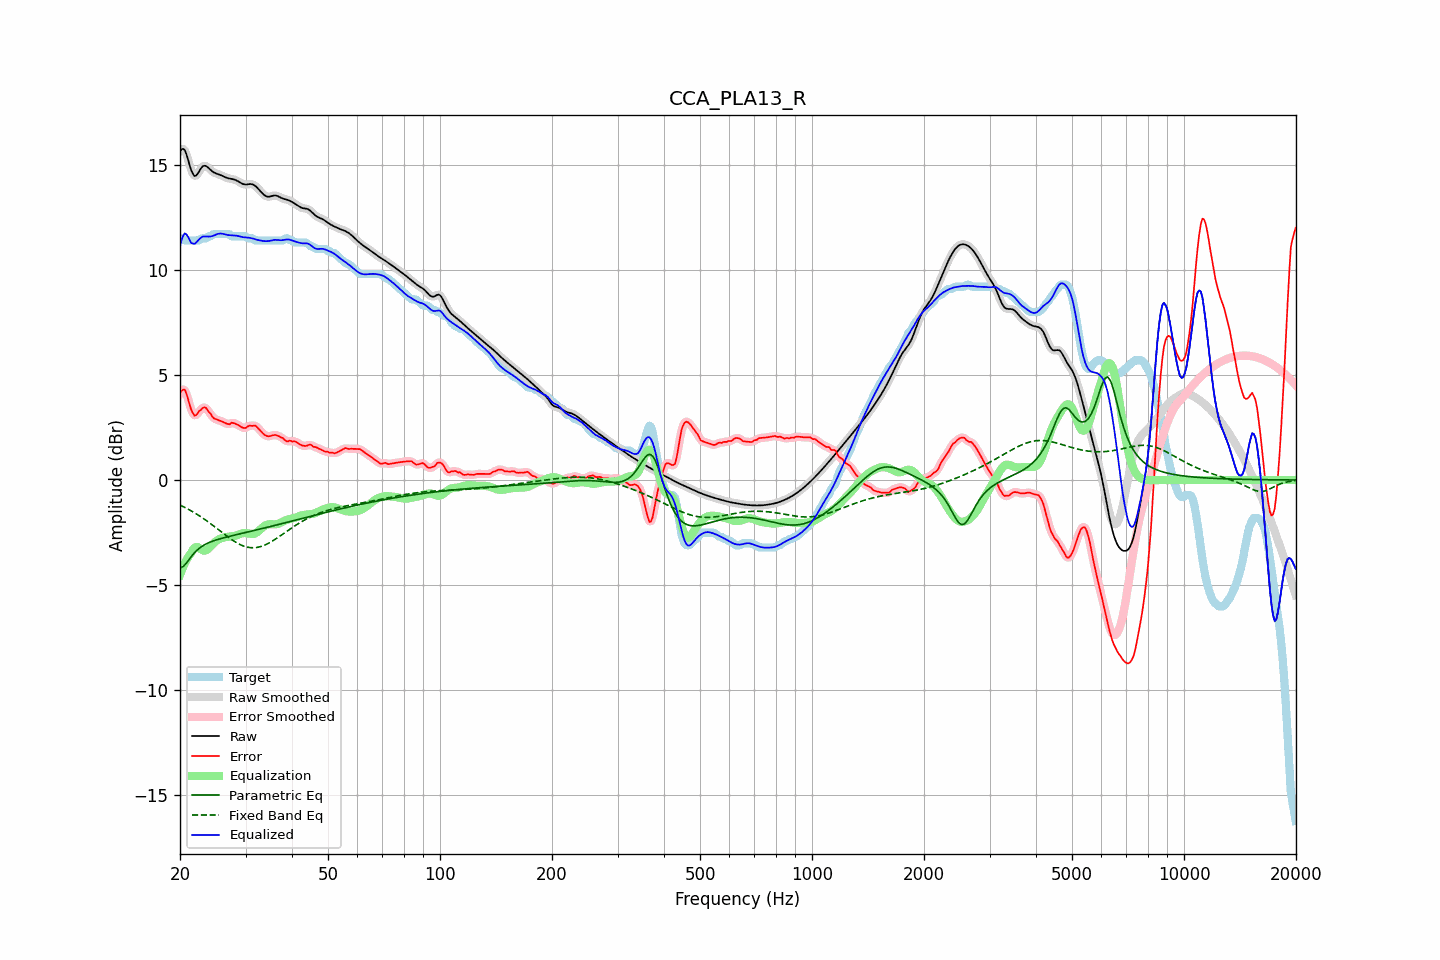 CCA_PLA13_R
Amplitude (dBr)
15
10
5
0
−5
−10
−15
Target
Raw Smoothed
Error Smoothed
Raw
Error
Equalization
Parametric Eq
Fixed Band Eq
Equalized
20 50 100 200 500 1000 2000 5000 10000 20000
Frequency (Hz)